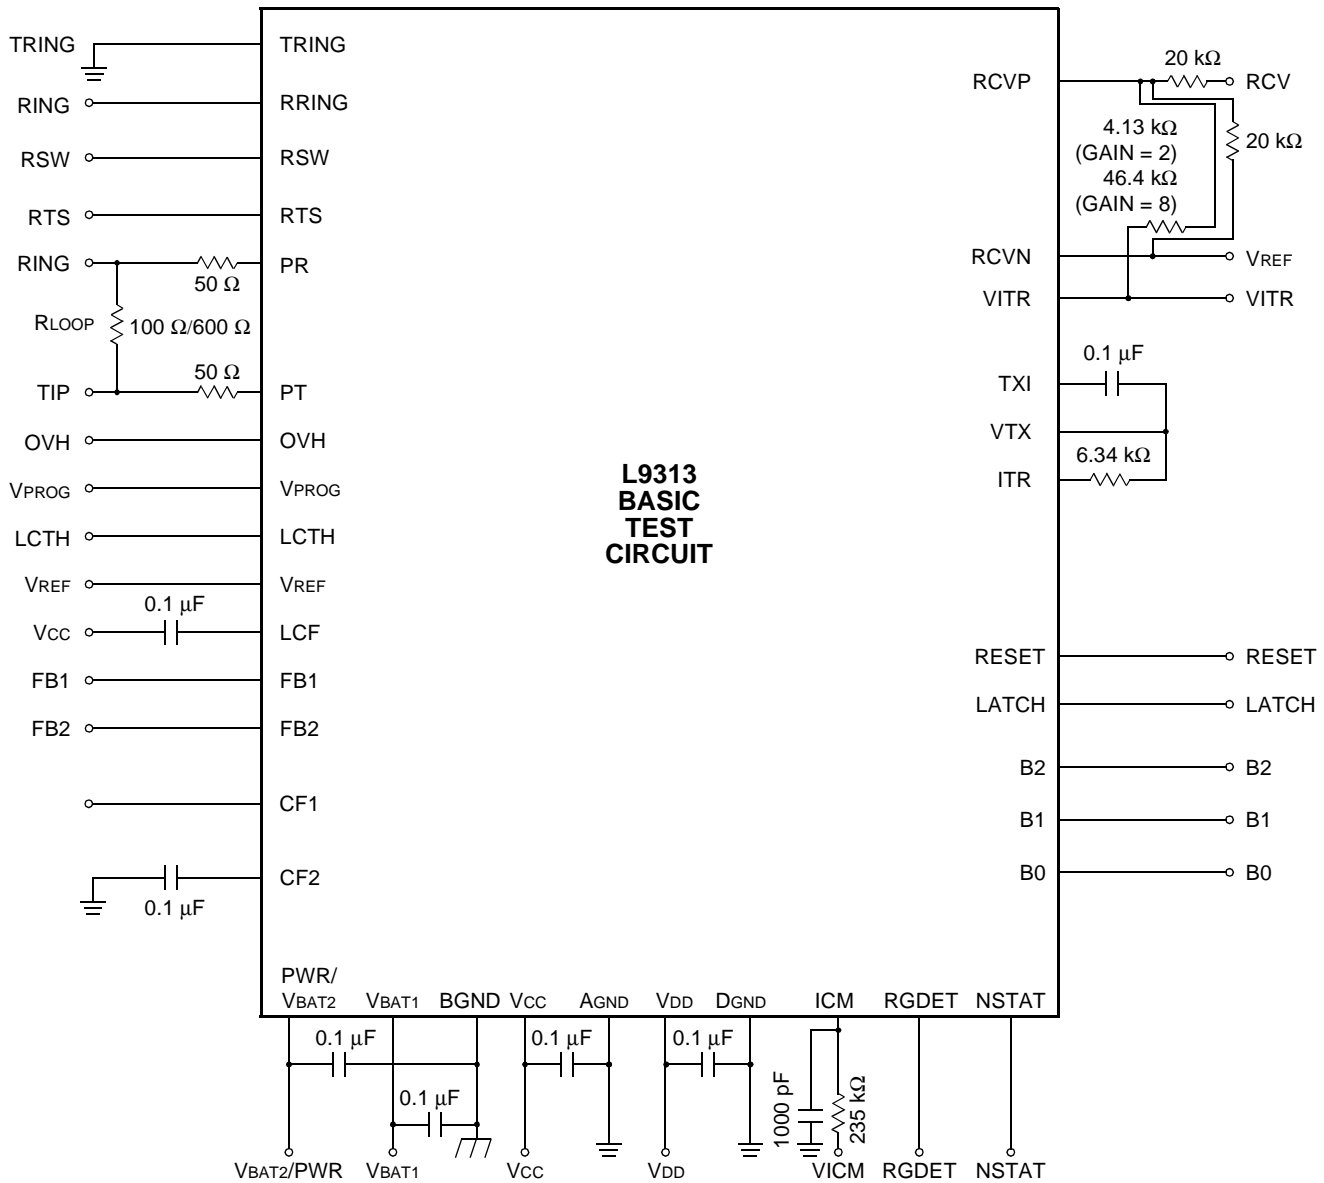 TRING TRING
RING RRING
RSW RSW
RTS RTS
RING PR
50 Ω
RLOOP 100 Ω/600 Ω
50 Ω
TIP PT
OVH OVH
VPROG VPROG
LCTH LCTH
VREF VREF
0.1 μF
VCC LCF
FB1 FB1
FB2 FB2
CF1
CF2
0.1 μF
L9313
BASIC
TEST
CIRCUIT
20 kΩ
RCVP RCV
4.13 kΩ
(GAIN = 2)
20 kΩ
46.4 kΩ
(GAIN = 8)
RCVN VREF
VITR VITR
0.1 μF
TXI
VTX
6.34 kΩ
ITR
RESET RESET
LATCH LATCH
B2 B2
B1 B1
B0 B0
PWR/
VBAT2 VBAT1 BGND VCC AGND VDD DGND ICM RGDET NSTAT
0.1 μF 0.1 μF 0.1 μF
0.1 μF
1000 pF
235 kΩ
VBAT2/PWR VBAT1 VCC VDD VICM RGDET NSTAT